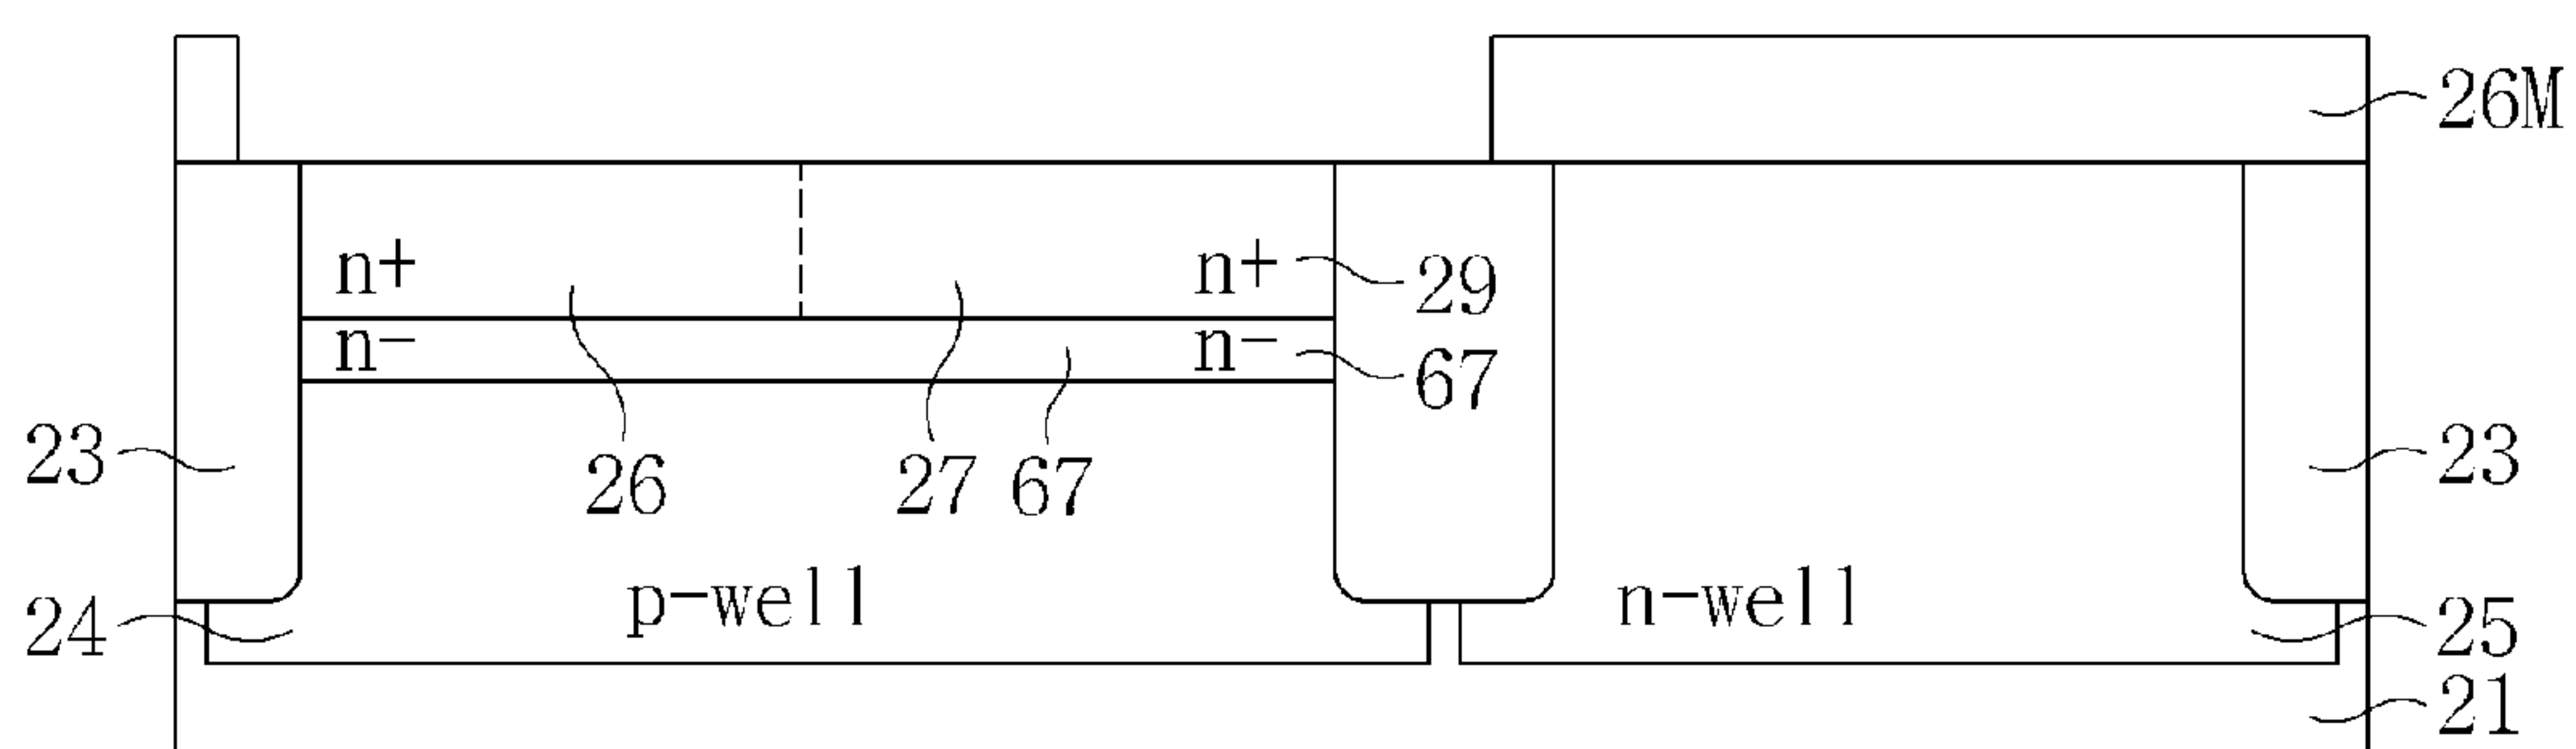 26M
n+ n+ 29
n- n- 67
23 26 27 67 23
24 p-well n-well 25
21